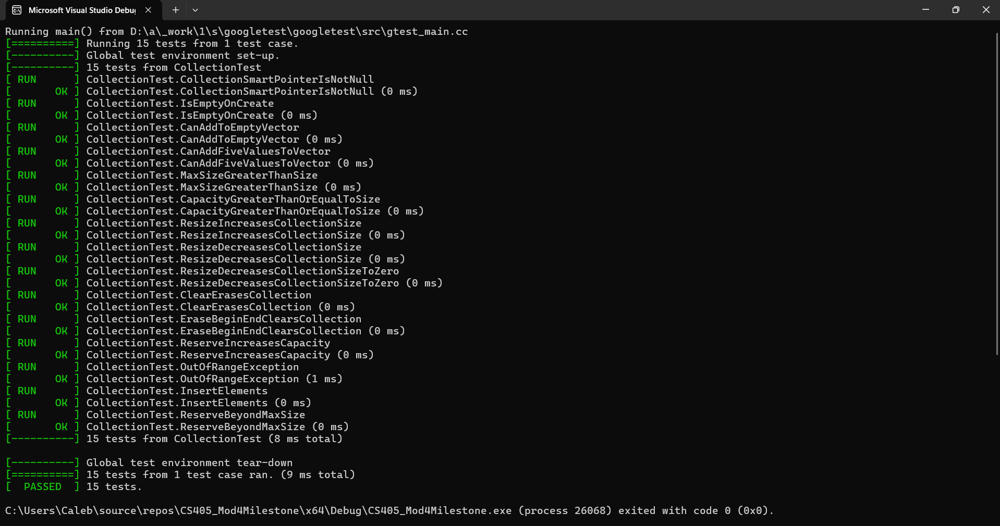 Microsoft Visual Studio Debug
Running main() from D:\a\_work\1\s\googletest\googletest\src\gtest_main.cc
[==========] Running 15 tests from 1 test case.
[----------] Global test environment set-up.
[----------] 15 tests from CollectionTest
[ RUN      ] CollectionTest.CollectionSmartPointerIsNotNull
[       OK ] CollectionTest.CollectionSmartPointerIsNotNull (0 ms)
[ RUN      ] CollectionTest.IsEmptyOnCreate
[       OK ] CollectionTest.IsEmptyOnCreate (0 ms)
[ RUN      ] CollectionTest.CanAddToEmptyVector
[       OK ] CollectionTest.CanAddToEmptyVector (0 ms)
[ RUN      ] CollectionTest.CanAddFiveValuesToVector
[       OK ] CollectionTest.CanAddFiveValuesToVector (0 ms)
[ RUN      ] CollectionTest.MaxSizeGreaterThanSize
[       OK ] CollectionTest.MaxSizeGreaterThanSize (0 ms)
[ RUN      ] CollectionTest.CapacityGreaterThanOrEqualToSize
[       OK ] CollectionTest.CapacityGreaterThanOrEqualToSize (0 ms)
[ RUN      ] CollectionTest.ResizeIncreasesCollectionSize
[       OK ] CollectionTest.ResizeIncreasesCollectionSize (0 ms)
[ RUN      ] CollectionTest.ResizeDecreasesCollectionSize
[       OK ] CollectionTest.ResizeDecreasesCollectionSize (0 ms)
[ RUN      ] CollectionTest.ResizeDecreasesCollectionSizeToZero
[       OK ] CollectionTest.ResizeDecreasesCollectionSizeToZero (0 ms)
[ RUN      ] CollectionTest.ClearErasesCollection
[       OK ] CollectionTest.ClearErasesCollection (0 ms)
[ RUN      ] CollectionTest.EraseBeginEndClearsCollection
[       OK ] CollectionTest.EraseBeginEndClearsCollection (0 ms)
[ RUN      ] CollectionTest.ReserveIncreasesCapacity
[       OK ] CollectionTest.ReserveIncreasesCapacity (0 ms)
[ RUN      ] CollectionTest.OutOfRangeException
[       OK ] CollectionTest.OutOfRangeException (1 ms)
[ RUN      ] CollectionTest.InsertElements
[       OK ] CollectionTest.InsertElements (0 ms)
[ RUN      ] CollectionTest.ReserveBeyondMaxSize
[       OK ] CollectionTest.ReserveBeyondMaxSize (0 ms)
[----------] 15 tests from CollectionTest (8 ms total)
[----------] Global test environment tear-down
[==========] 15 tests from 1 test case ran. (9 ms total)
[  PASSED  ] 15 tests.
C:\Users\Caleb\source\repos\CS405_Mod4Milestone\x64\Debug\CS405_Mod4Milestone.exe (process 26068) exited with code 0 (0x0).